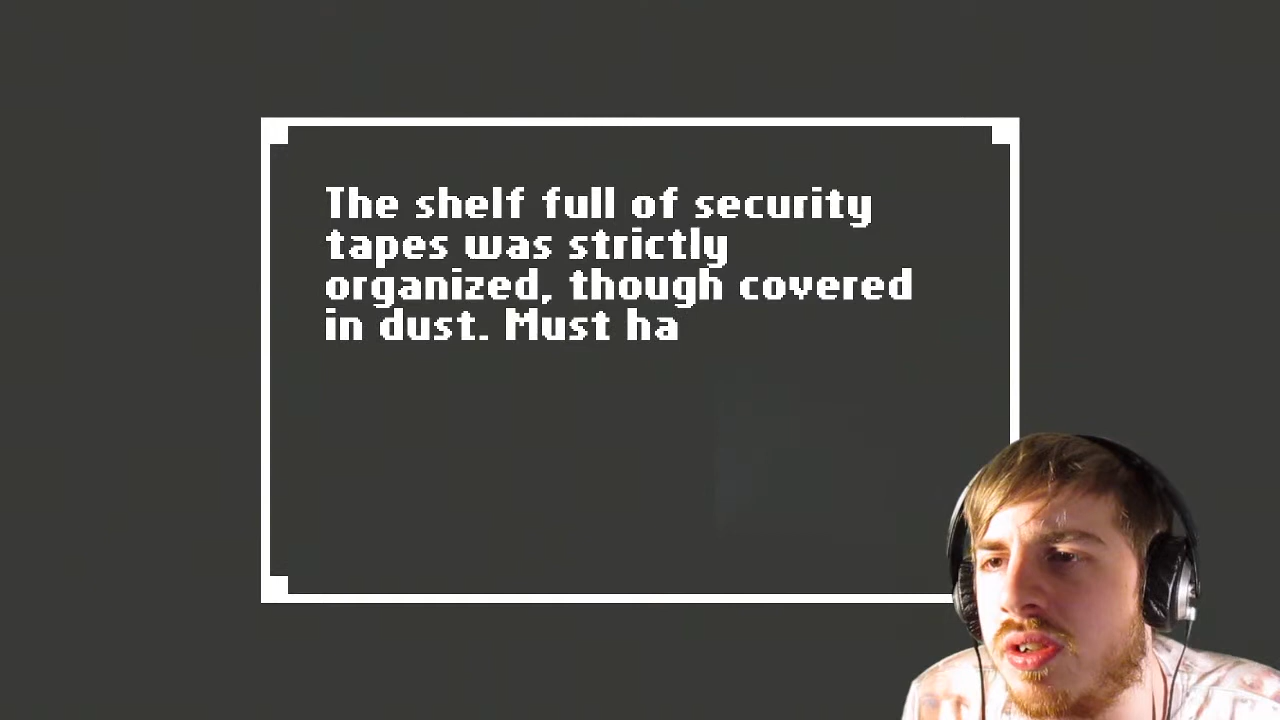 The shelf full of security
tapes was strictly
organized, though covered
in dust. Must ha